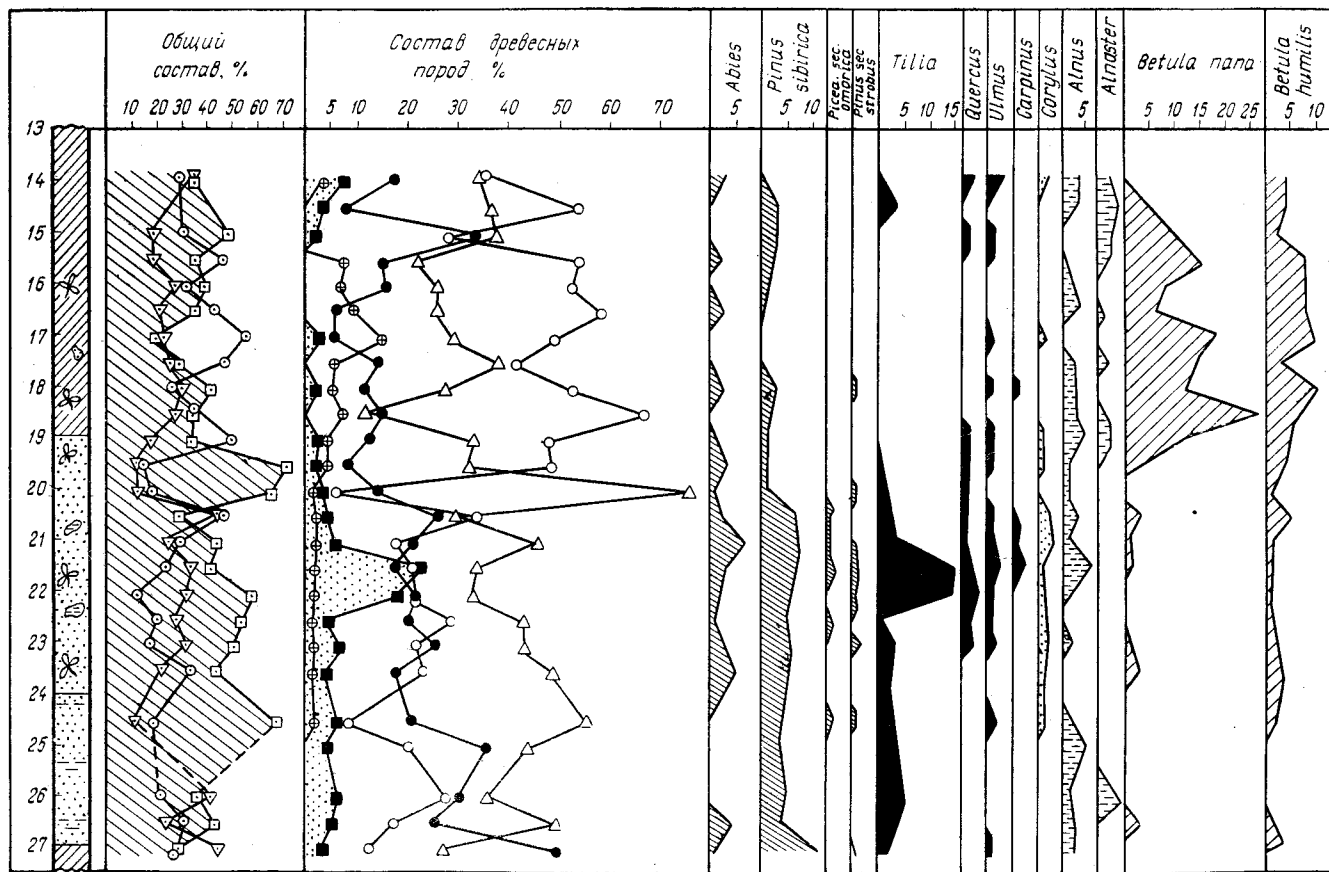 Общий
состав, %
10 20 30 40 50 60 70
Состав древесных
пород, %
5 10 20 30 40 50 60 70
Abies
5
Pinus
sibirica
5 10
Picea. sec.
omorica
Pinus sec
strobus
Tilia
5 10 15
Quercus
Ulmus
Carpinus
Corylus
Alnus
5
Alnaster
Betula nana
5 10 15 20 25
Betula
humilis
5 10
13
14
15
16
17
18
19
20
21
22
23
24
25
26
27